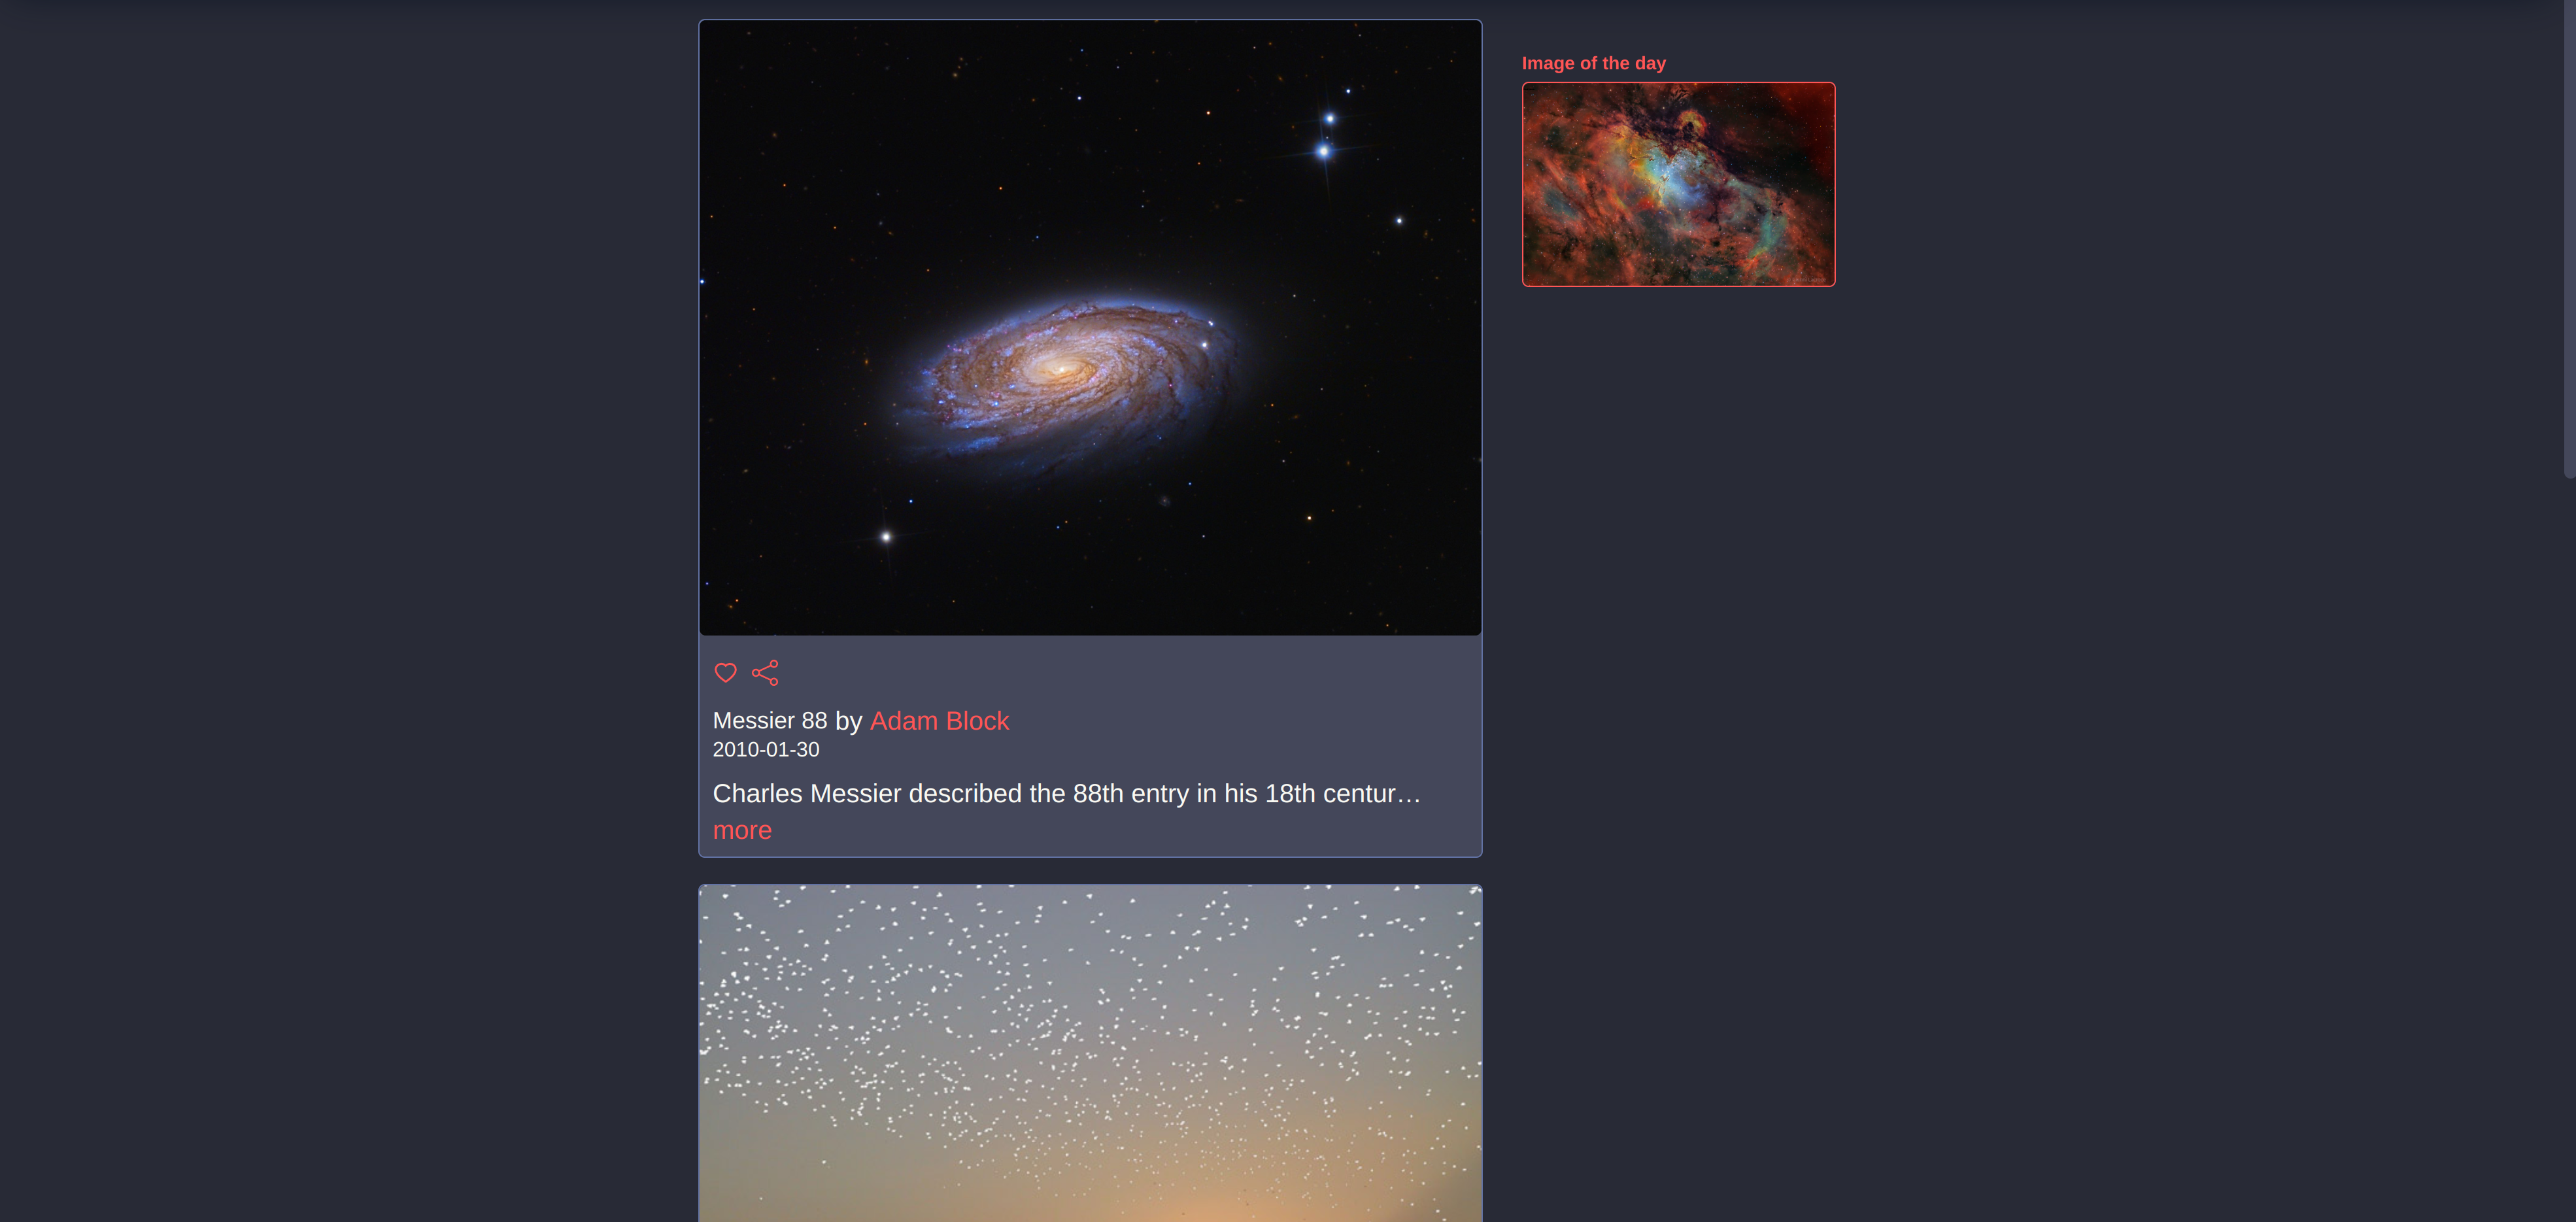 Image of the day
Messier 88 by Adam Block
2010-01-30
Charles Messier described the 88th entry in his 18th centur…
more